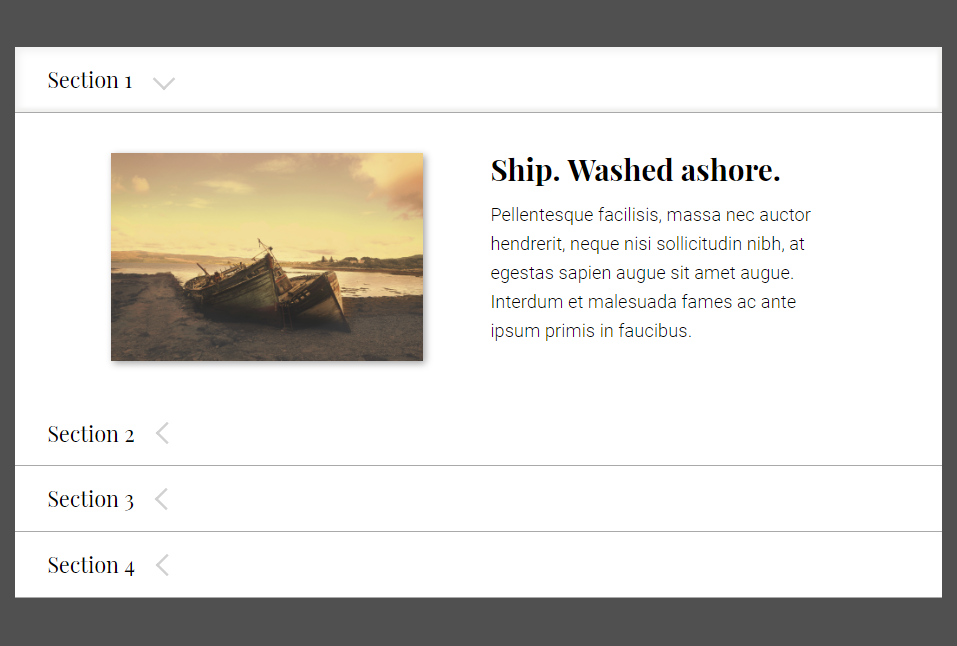 Section 1
Ship. Washed ashore.
Pellentesque facilisis, massa nec auctor
hendrerit, neque nisi sollicitudin nibh, at
egestas sapien augue sit amet augue.
Interdum et malesuada fames ac ante
ipsum primis in faucibus.
Section 2
Section 3
Section 4